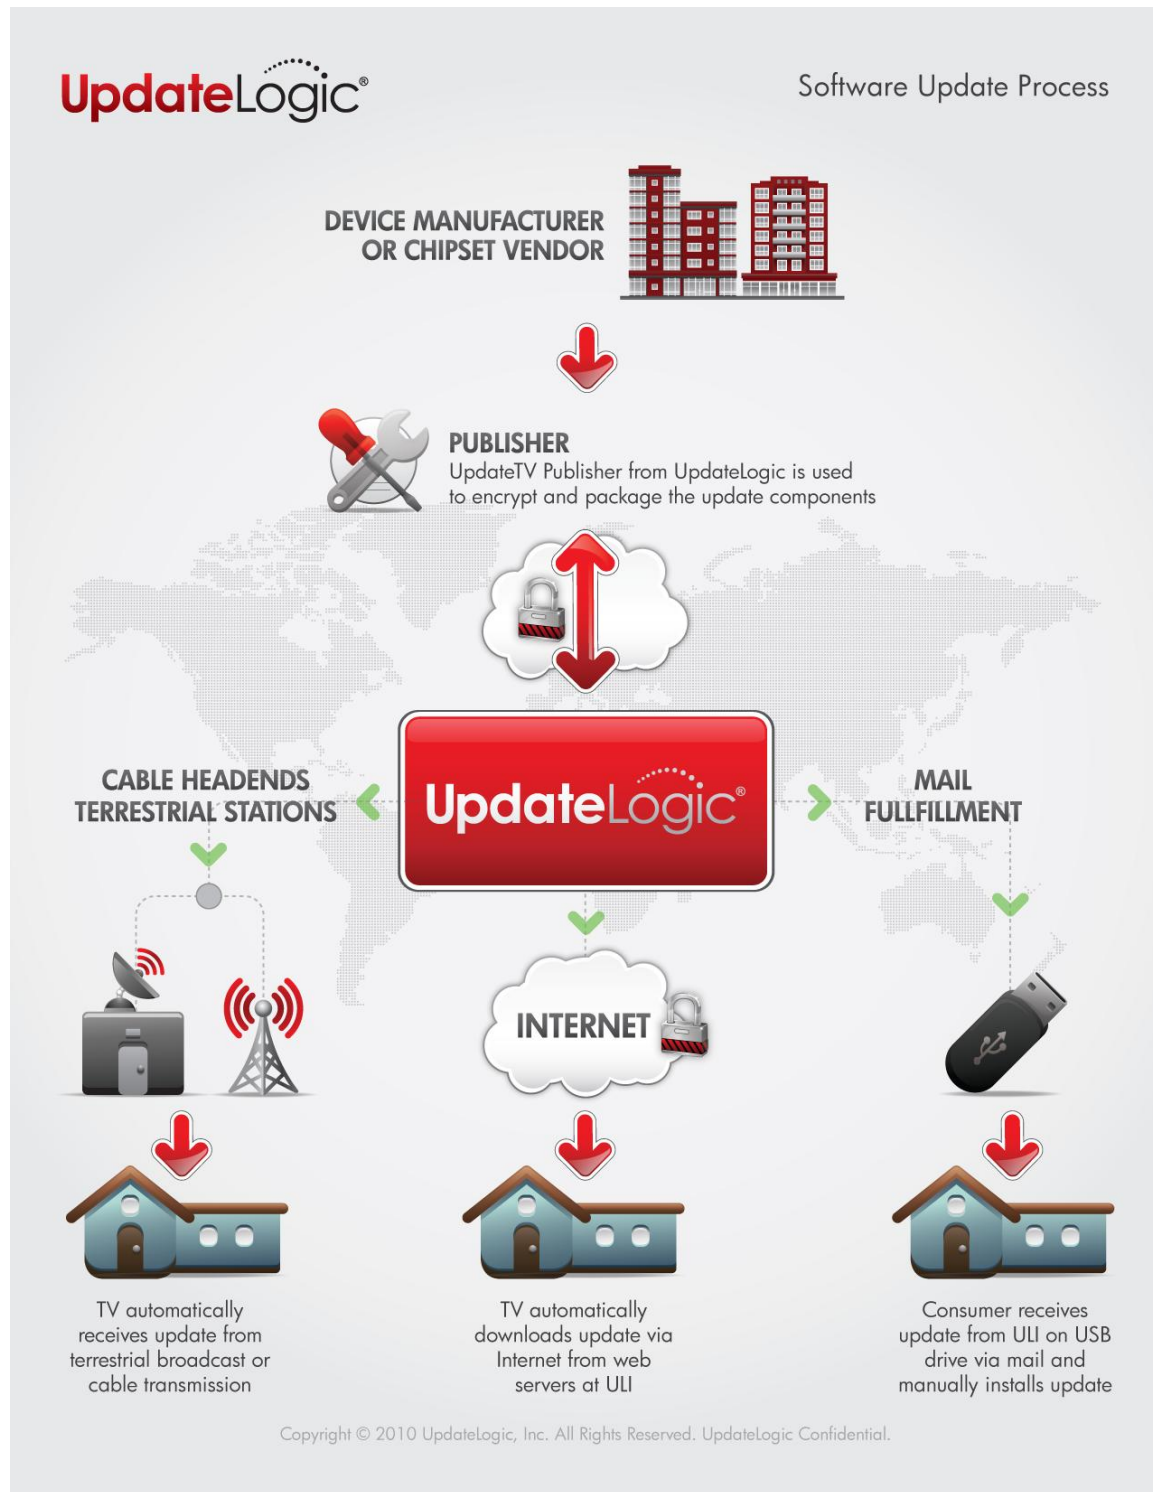 UpdateLogic®
Software Update Process
DEVICE MANUFACTURER
OR CHIPSET VENDOR
PUBLISHER
UpdateTV Publisher from UpdateLogic is used
to encrypt and package the update components
UpdateLogic®
CABLE HEADENDS
TERRESTRIAL STATIONS
MAIL
FULLFILLMENT
INTERNET
TV automatically
receives update from
terrestrial broadcast or
cable transmission
TV automatically
downloads update via
Internet from web
servers at ULI
Consumer receives
update from ULI on USB
drive via mail and
manually installs update
Copyright © 2010 UpdateLogic, Inc. All Rights Reserved. UpdateLogic Confidential.